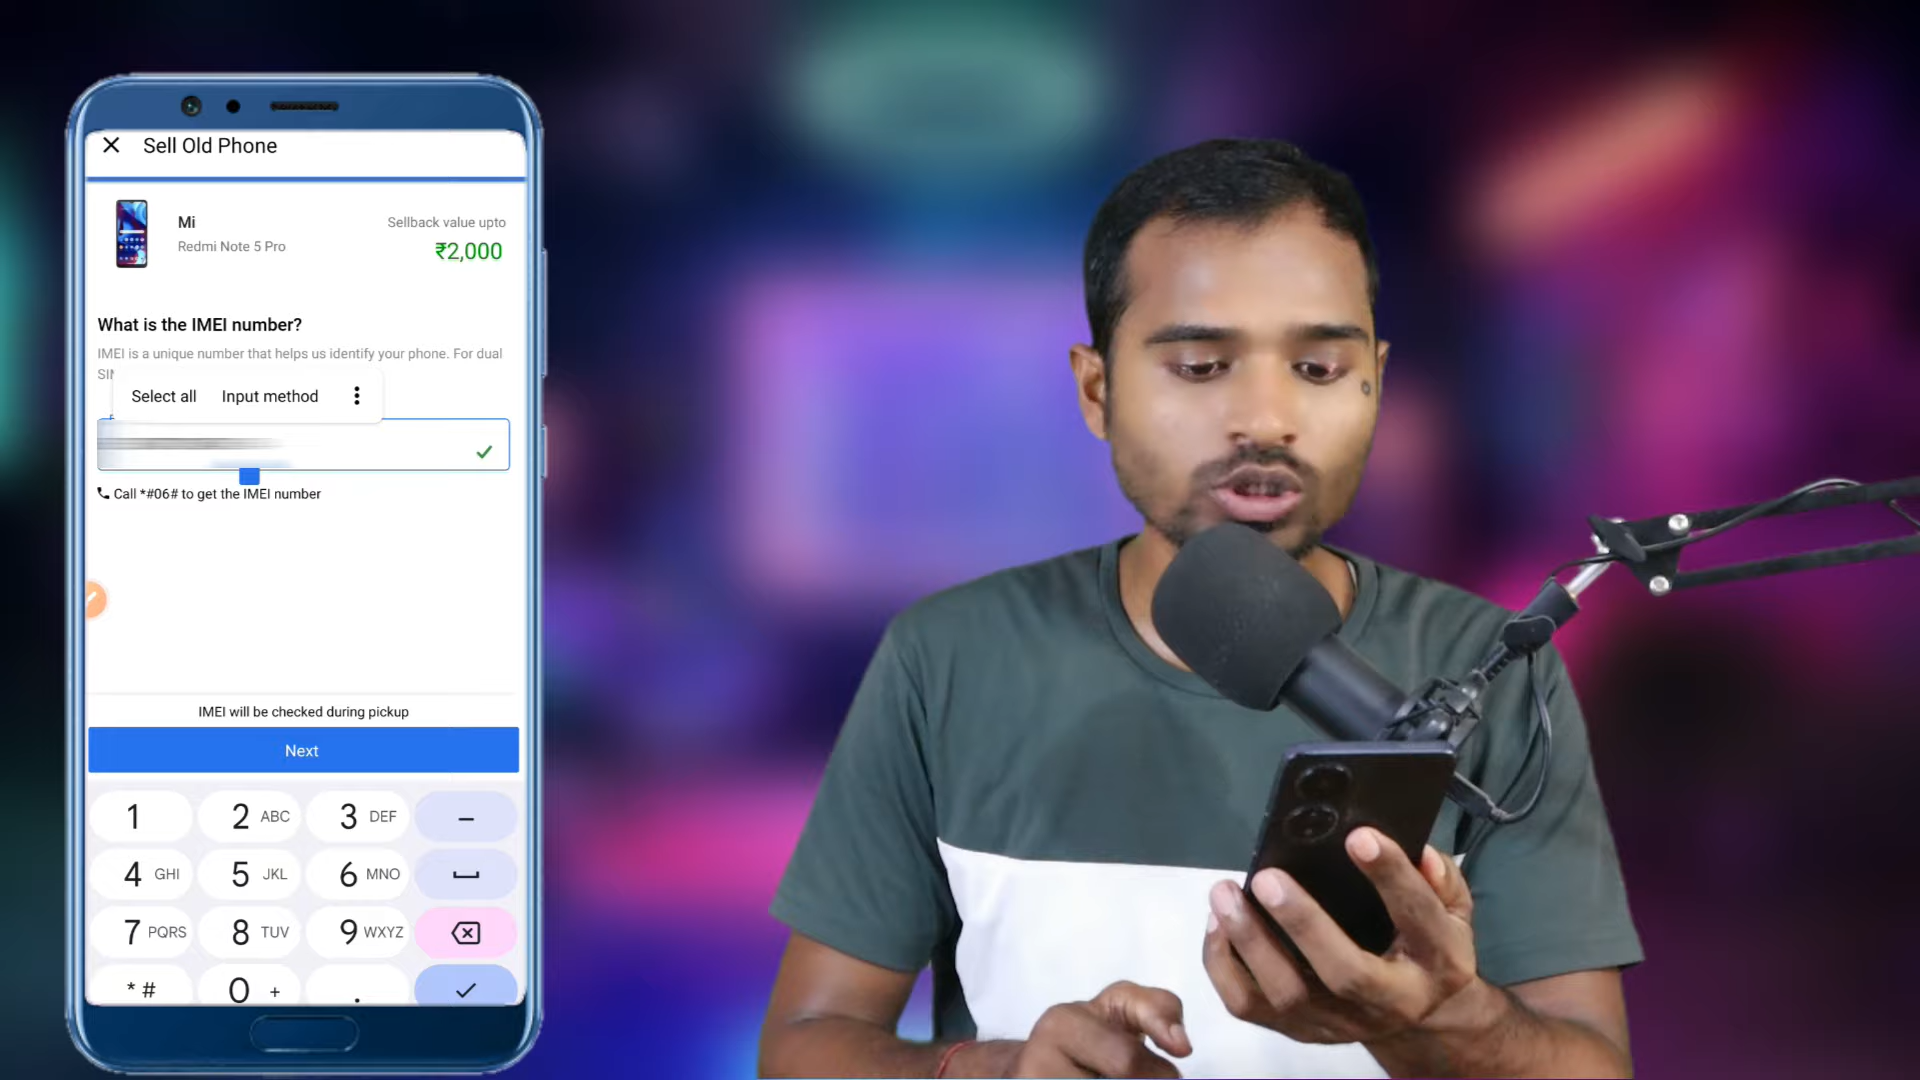 Sell Old Phone
Mi
Redmi Note 5 Pro
Sellback value upto
₹2,000
What is the IMEI number?
IMEI is a unique number that helps us identify your phone. For dual
Select all Input method
Call *#06# to get the IMEI number
IMEI will be checked during pickup
Next
1 2 ABC 3 DEF -
4 GHI 5 JKL 6 MNO
7 PQRS 8 TUV 9 WXYZ
* # 0 + .